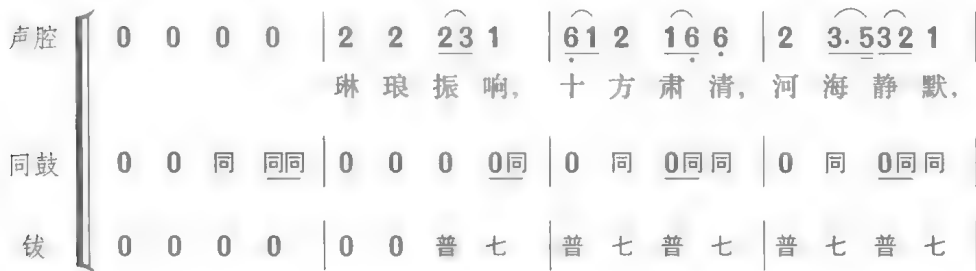 声腔 0 0 0 0 | 2 2 23 1 | 61 2 16 6 | 2 3·532 1 |
琳 琅 振 响, 十 方 肃 清, 河 海 静 默,
同鼓 0 0 同 同同 | 0 0 0 0同 | 0 同 0同同 | 0 同 0同同 |
钹 0 0 0 0 | 0 0 普 七 | 普 七 普 七 | 普 七 普 七 |